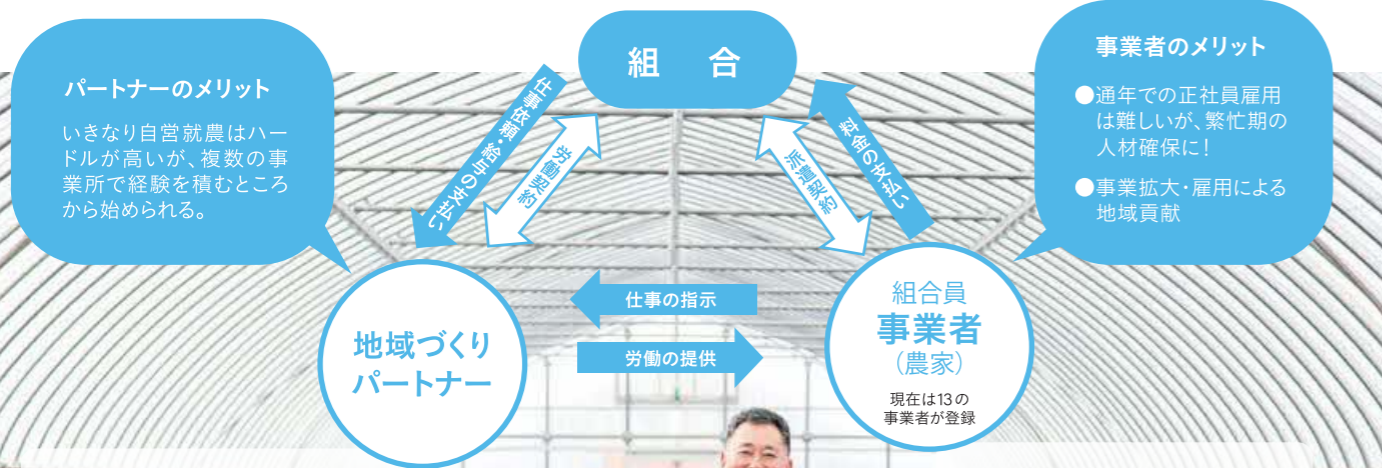 組 合
パートナーのメリット
いきなり自営就農はハー
ドルが高いが、複数の事
業所で経験を積むところ
から始められる。
事業者のメリット
●通年での正社員雇用
は難しいが、繁忙期の
人材確保に!
●事業拡大・雇用による
地域貢献
仕事依頼・給与の支払い
労働契約
派遣契約
料金の支払い
仕事の指示
労働の提供
地域づくり
パートナー
組合員
事業者
(農家)
現在は13の
事業者が登録